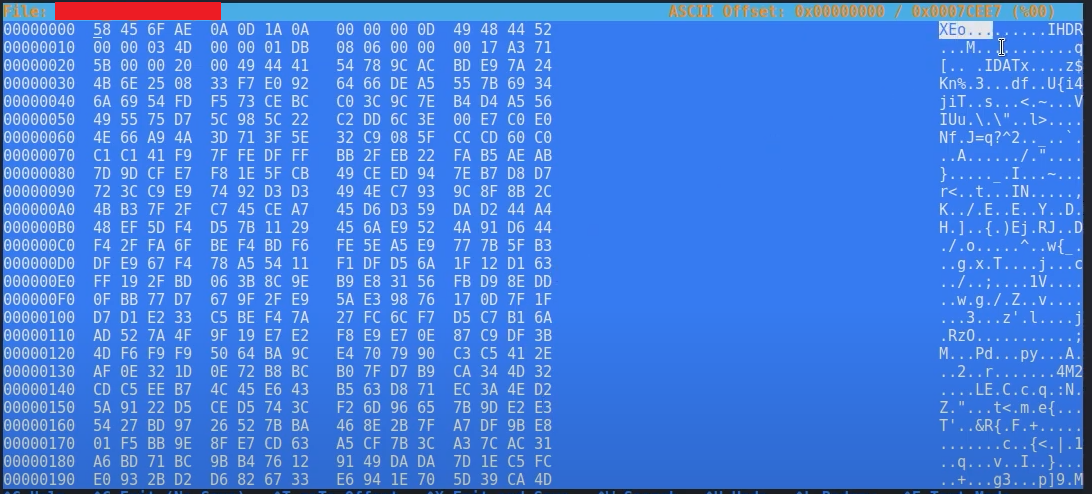 File: ASCII Offset: 0x00000000 / 0x0007CEE7 (%00)
00000000 58 45 6F AE 0A 0D 1A 0A 00 00 00 0D 49 48 44 52 XEo.........IHDR
00000010 00 00 03 4D 00 00 01 DB 08 06 00 00 00 17 A3 71 ...M...........q
00000020 5B 00 00 20 00 49 44 41 54 78 9C AC BD E9 7A 24 [.. .IDATx....z$
00000030 4B 6E 25 08 33 F7 E0 92 64 66 DE A5 55 7B 69 34 Kn%.3...df..U{i4
00000040 6A 69 54 FD F5 73 CE BC C0 3C 9C 7E B4 D4 A5 56 jiT..s...<.~...V
00000050 49 55 75 D7 5C 98 5C 22 C2 DD 6C 3E 00 E7 C0 E0 IUu.\.\"..l>....
00000060 4E 66 A9 4A 3D 71 3F 5E 32 C9 08 5F CC CD 60 C0 Nf.J=q?^2.._..`.
00000070 C1 C1 41 F9 7F FE DF FF BB 2F EB 22 FA B5 AE AB ..A....../."....
00000080 7D 9D CF E7 F8 1E 5F CB 49 CE ED 94 7E B7 D8 D7 }....._.I...~...
00000090 72 3C C9 E9 74 92 D3 D3 49 4E C7 93 9C 8F 8B 2C r<..t...IN.....,
000000A0 4B B3 7F 2F C7 45 CE A7 45 D6 D3 59 DA D2 44 A4 K../.E..E..Y..D.
000000B0 48 EF 5D F4 D5 7B 11 29 45 6A E9 52 4A 91 D6 44 H.]..{.)Ej.RJ..D
000000C0 F4 2F FA 6F BE F4 BD F6 FE 5E A5 E9 77 7B 5F B3 ./.o.....^..w{_.
000000D0 DF E9 67 F4 78 A5 54 11 F1 DF D5 6A 1F 12 D1 63 ..g.x.T....j...c
000000E0 FF 19 2F BD 06 3B 8C 9E B9 E8 31 56 FB D9 8E DD ../..;....1V....
000000F0 0F BB 77 D7 67 9F 2F E9 5A E3 98 76 17 0D 7F 1F ..w.g./.Z..v....
00000100 D7 D1 E2 33 C5 BE F4 7A 27 FC 6C F7 D5 C7 B1 6A ...3...z'.l....j
00000110 AD 52 7A 4F 9F 19 E7 E2 F8 E9 E7 0E 87 C9 DF 3B .RzO...........;
00000120 4D F6 F9 F9 50 64 BA 9C E4 70 79 90 C3 C5 41 2E M...Pd...py...A.
00000130 AF 0E 32 1D 0E 72 B8 BC B0 7F D7 B9 CA 34 4D 32 ..2..r.......4M2
00000140 CD C5 EE B7 4C 45 E6 43 B5 63 D8 71 EC 3A 4E D2 ....LE.C.c.q.:N.
00000150 5A 91 22 D5 CE D5 74 3C F2 6D 96 65 7B 9D E2 E3 Z."...t<.m.e{...
00000160 54 27 BD 97 26 52 7B BA 46 8E 2B 7F A7 DF 9B E8 T'..&R{.F.+.....
00000170 01 F5 BB 9E 8F E7 CD 63 A5 CF 7B 3C A3 7C AC 31 .......c..{<.|.1
00000180 A6 BD 71 BC 9B B4 76 12 91 49 DA DA 7D 1E C5 FC ..q...v..I..}...
00000190 E0 93 2B D2 D6 82 67 33 E6 94 1E 70 5D 39 CA 4D ..+...g3...p]9.M